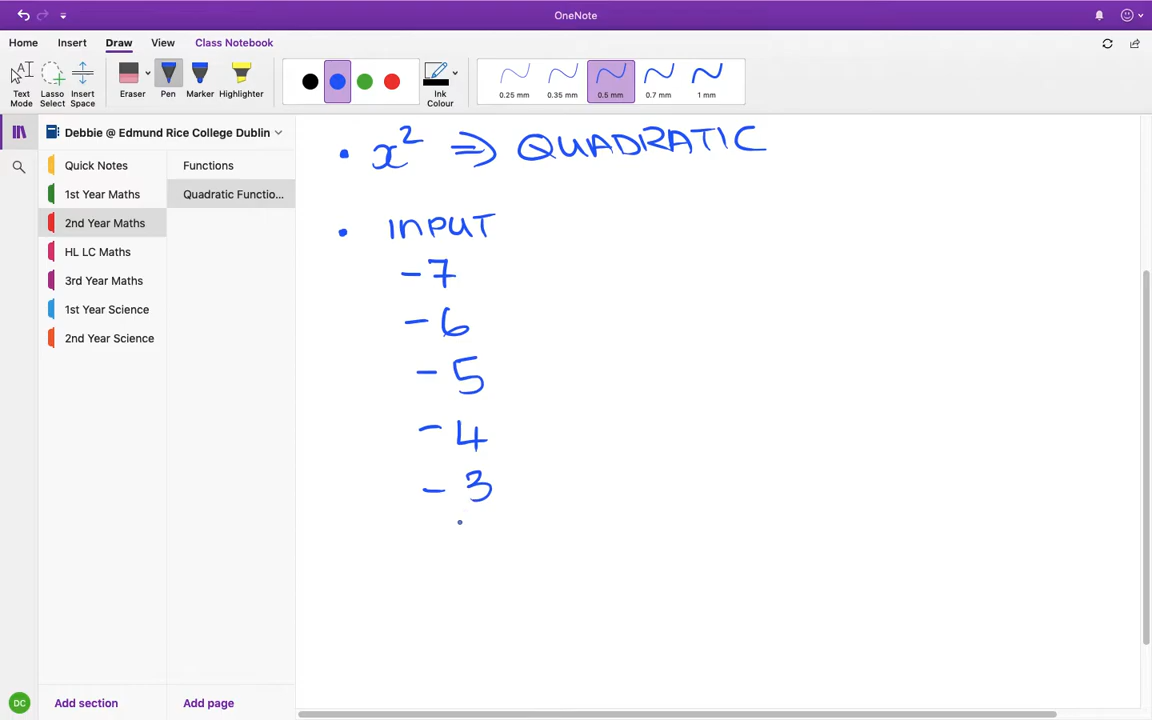 OneNote
Home Insert Draw View Class Notebook
Text Mode
Lasso Select
Insert Space
Eraser
Pen
Marker
Highlighter
Ink Colour
0.25 mm
0.35 mm
0.5 mm
0.7 mm
1 mm
Debbie @ Edmund Rice College Dublin
Quick Notes
1st Year Maths
2nd Year Maths
HL LC Maths
3rd Year Maths
1st Year Science
2nd Year Science
Functions
Quadratic Functio...
• x² ⇒ QUADRATIC
• INPUT
-7
-6
-5
-4
-3
DC
Add section
Add page